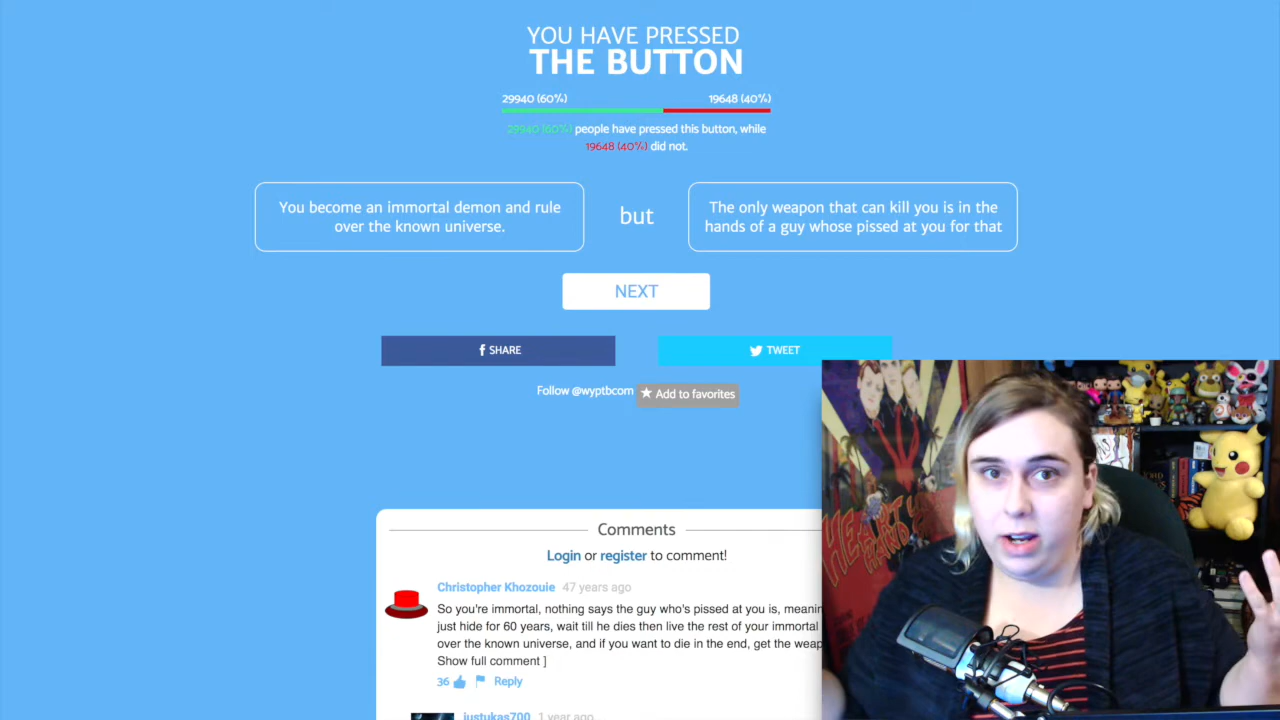 YOU HAVE PRESSED
THE BUTTON
29940 (60%)
19648 (40%)
29940 (60%) people have pressed this button, while
19648 (40%) did not.
You become an immortal demon and rule
over the known universe.
but
The only weapon that can kill you is in the
hands of a guy whose pissed at you for that
NEXT
f SHARE
TWEET
Follow @wyptbcom
Add to favorites
Comments
Login or register to comment!
Christopher Khozouie 47 years ago
So you're immortal, nothing says the guy who's pissed at you is, meanin
just hide for 60 years, wait till he dies then live the rest of your immortal
over the known universe, and if you want to die in the end, get the weap
Show full comment ]
36
Reply
justukas700 1 year ago
HEART
HAND